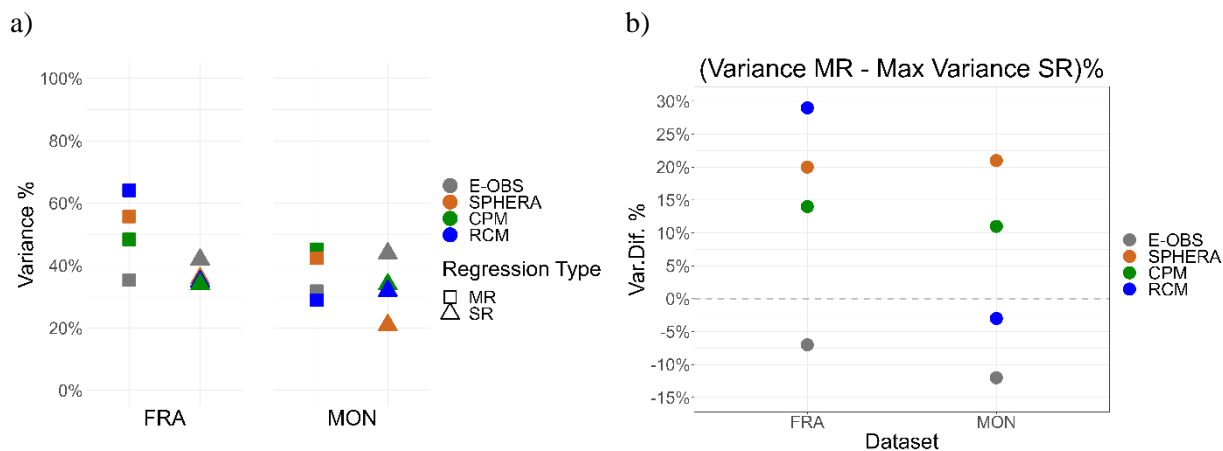 a)
100%
80%
60%
40%
20%
0%
Variance %
FRA
MON
E-OBS
SPHERA
CPM
RCM
Regression Type
MR
SR
b)
(Variance MR - Max Variance SR)%
30%
25%
20%
15%
10%
5%
0%
-5%
-10%
-15%
Var.Dif. %
FRA
MON
Dataset
E-OBS
SPHERA
CPM
RCM